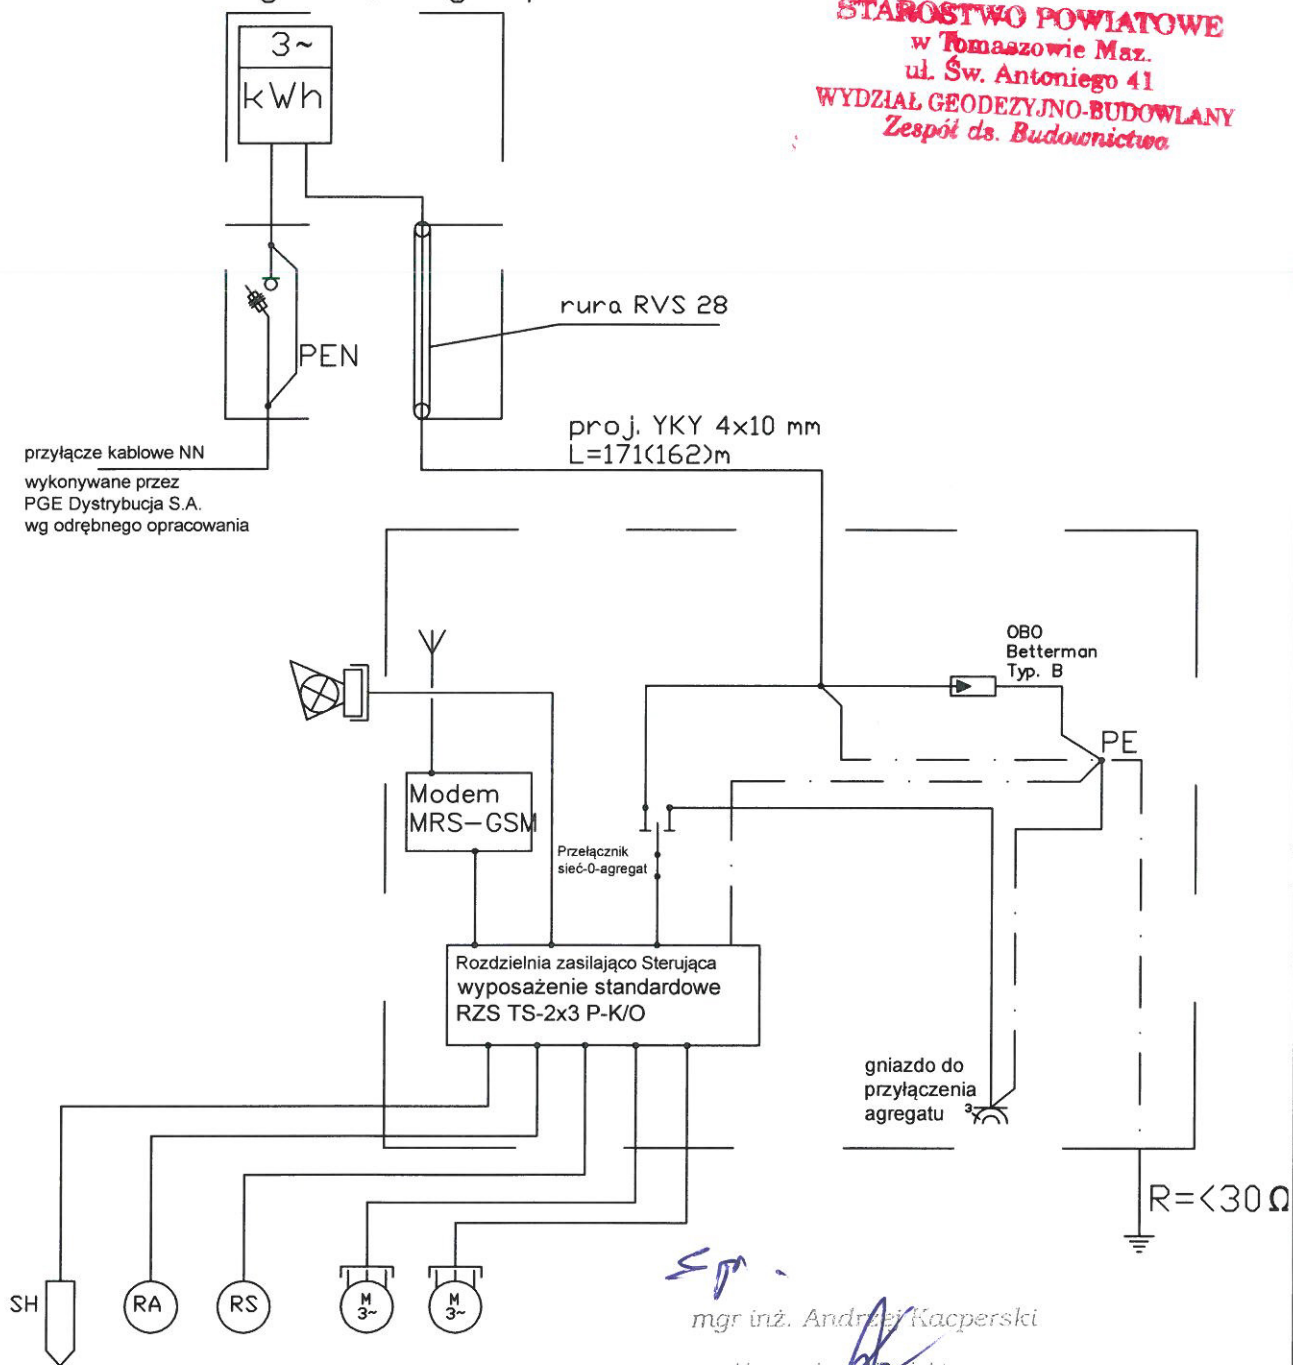 STAROSTWO POWIATOWE
w Tomaszowie Maz.
ul. Św. Antoniego 41
WYDZIAŁ GEODEZYJNO-BUDOWLANY
Zespół ds. Budownictwa
3~
kWh
PEN
rura RVS 28
proj. YKY 4x10 mm
L=171(162)m
przyłącze kablowe NN
wykonywane przez
PGE Dystrybucja S.A.
wg odrębnego opracowania
OBO
Betterman
Typ. B
PE
Modem
MRS-GSM
Przełącznik
sieć-0-agregat
Rozdzielnia zasilająco Sterująca
wyposażenie standardowe
RZS TS-2x3 P-K/O
gniazdo do
przyłączenia
agregatu
3
R=<30Ω
SH
RA
RS
M
3~
M
3~
mgr inż. Andrzej Kacperski